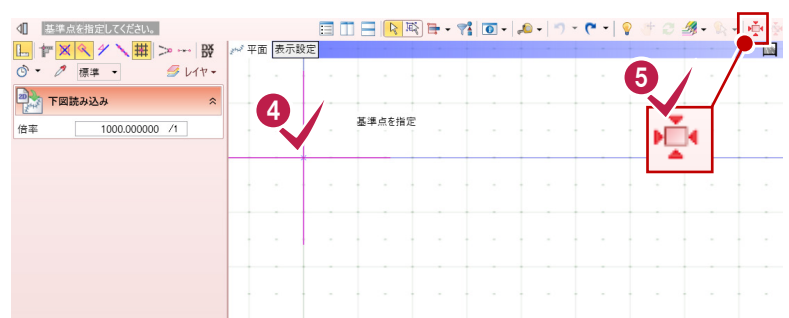 基準点を指定してください。
標準
レイヤ
下図読み込み
倍率 1000.000000 /1
平面 表示設定
4
基準点を指定
5